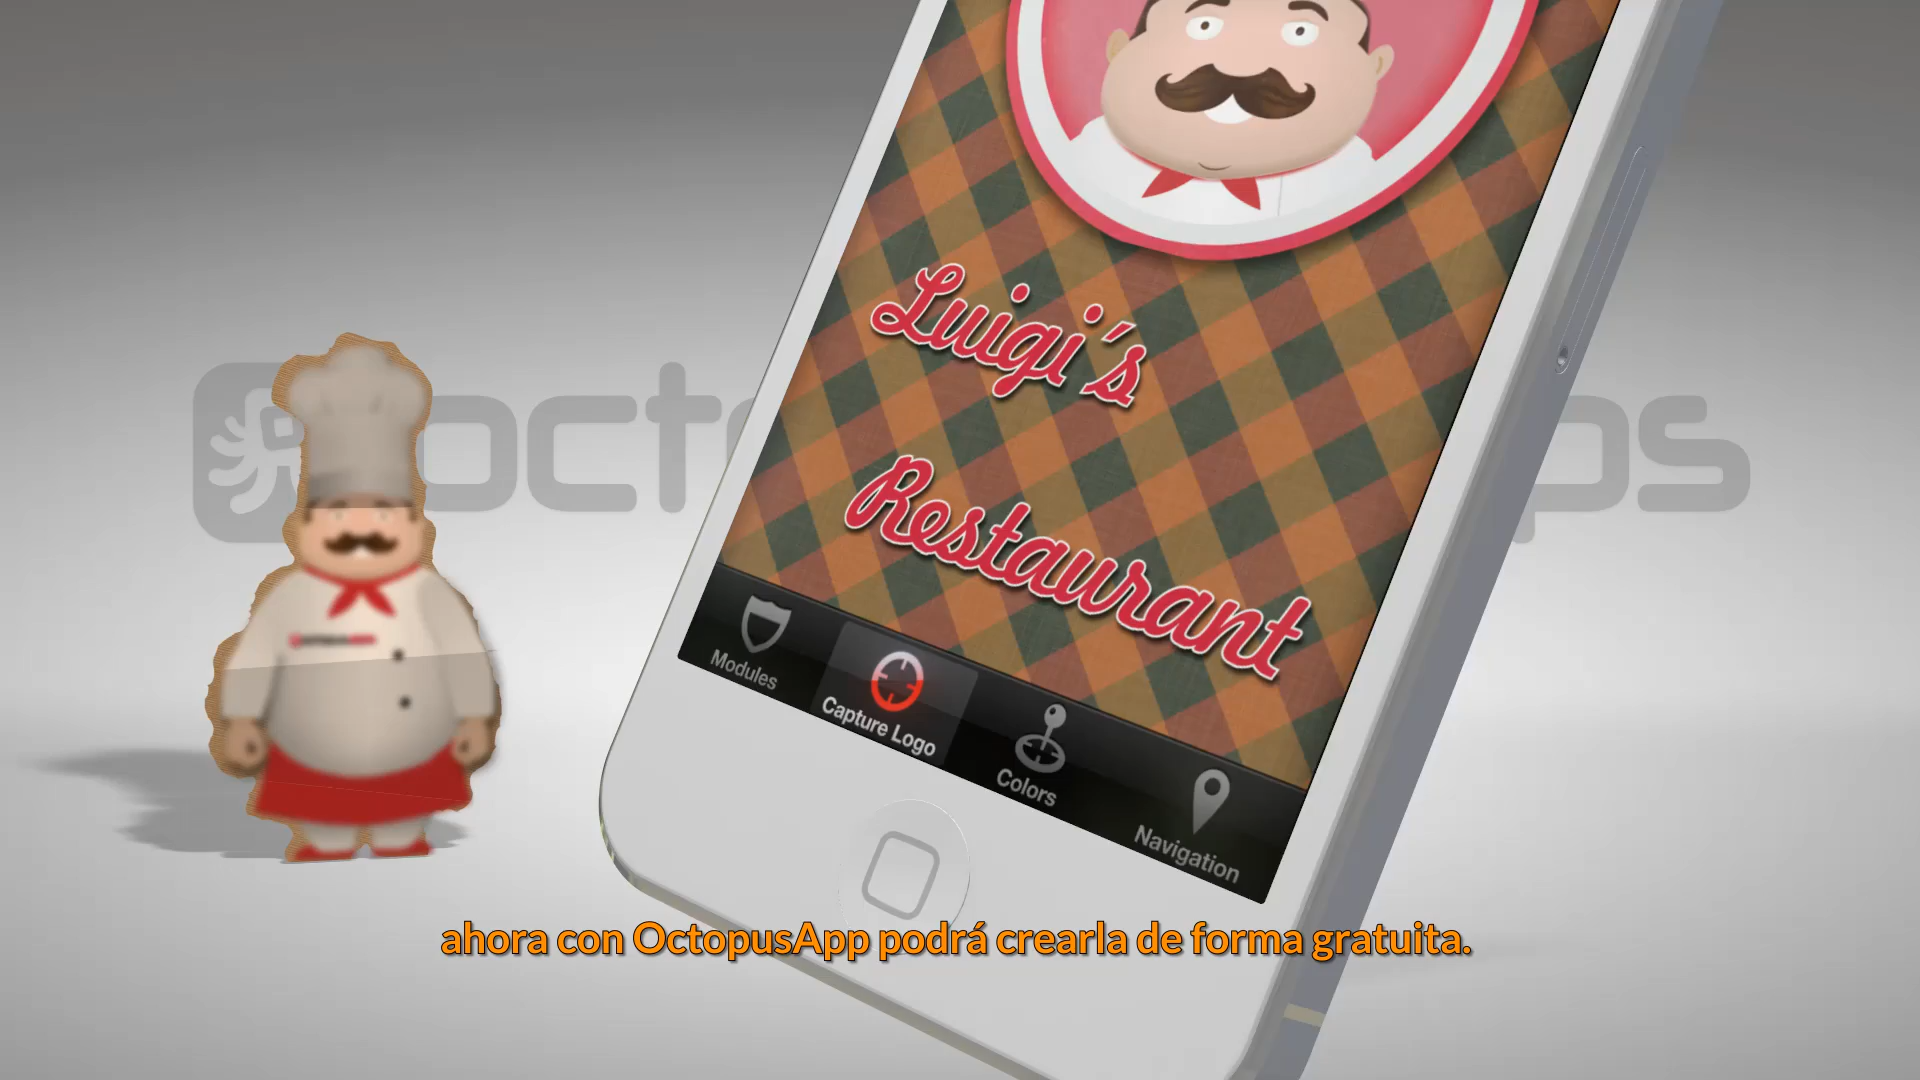 Luigi's
Restaurant
Modules
Capture Logo
Colors
Navigation
ahora con OctopusApp podrá crearla de forma gratuita.